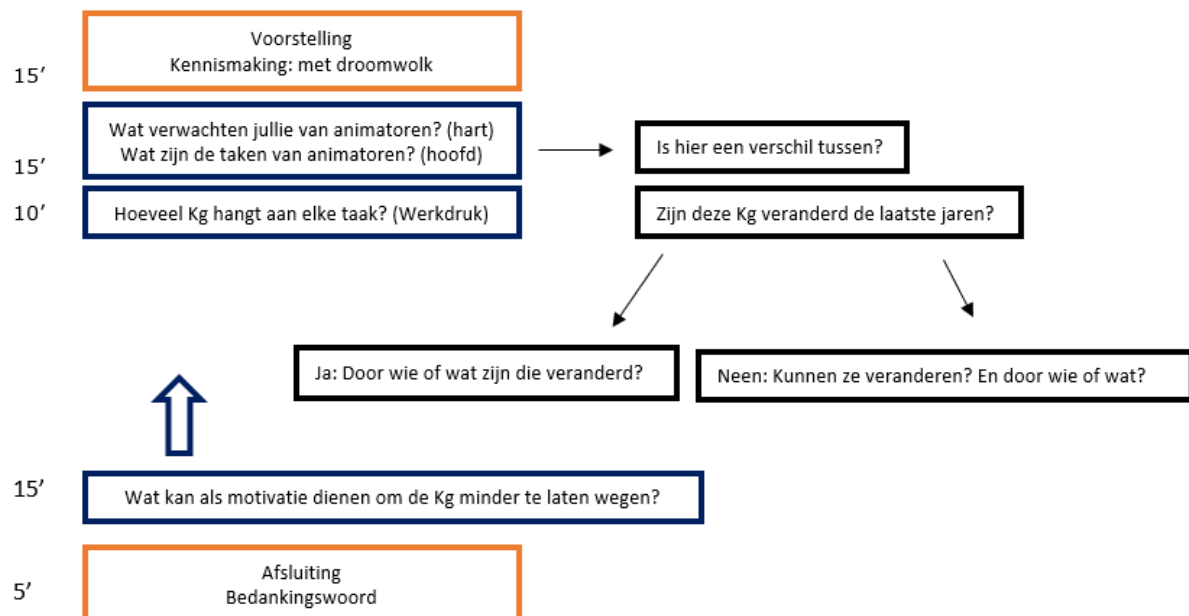 Voorstelling
Kennismaking: met droomwolk
15’
Wat verwachten jullie van animatoren? (hart)
Wat zijn de taken van animatoren? (hoofd)
15’
Is hier een verschil tussen?
10’
Hoeveel Kg hangt aan elke taak? (Werkdruk)
Zijn deze Kg veranderd de laatste jaren?
Ja: Door wie of wat zijn die veranderd?
Neen: Kunnen ze veranderen? En door wie of wat?
15’
Wat kan als motivatie dienen om de Kg minder te laten wegen?
Afsluiting
Bedankingswoord
5’